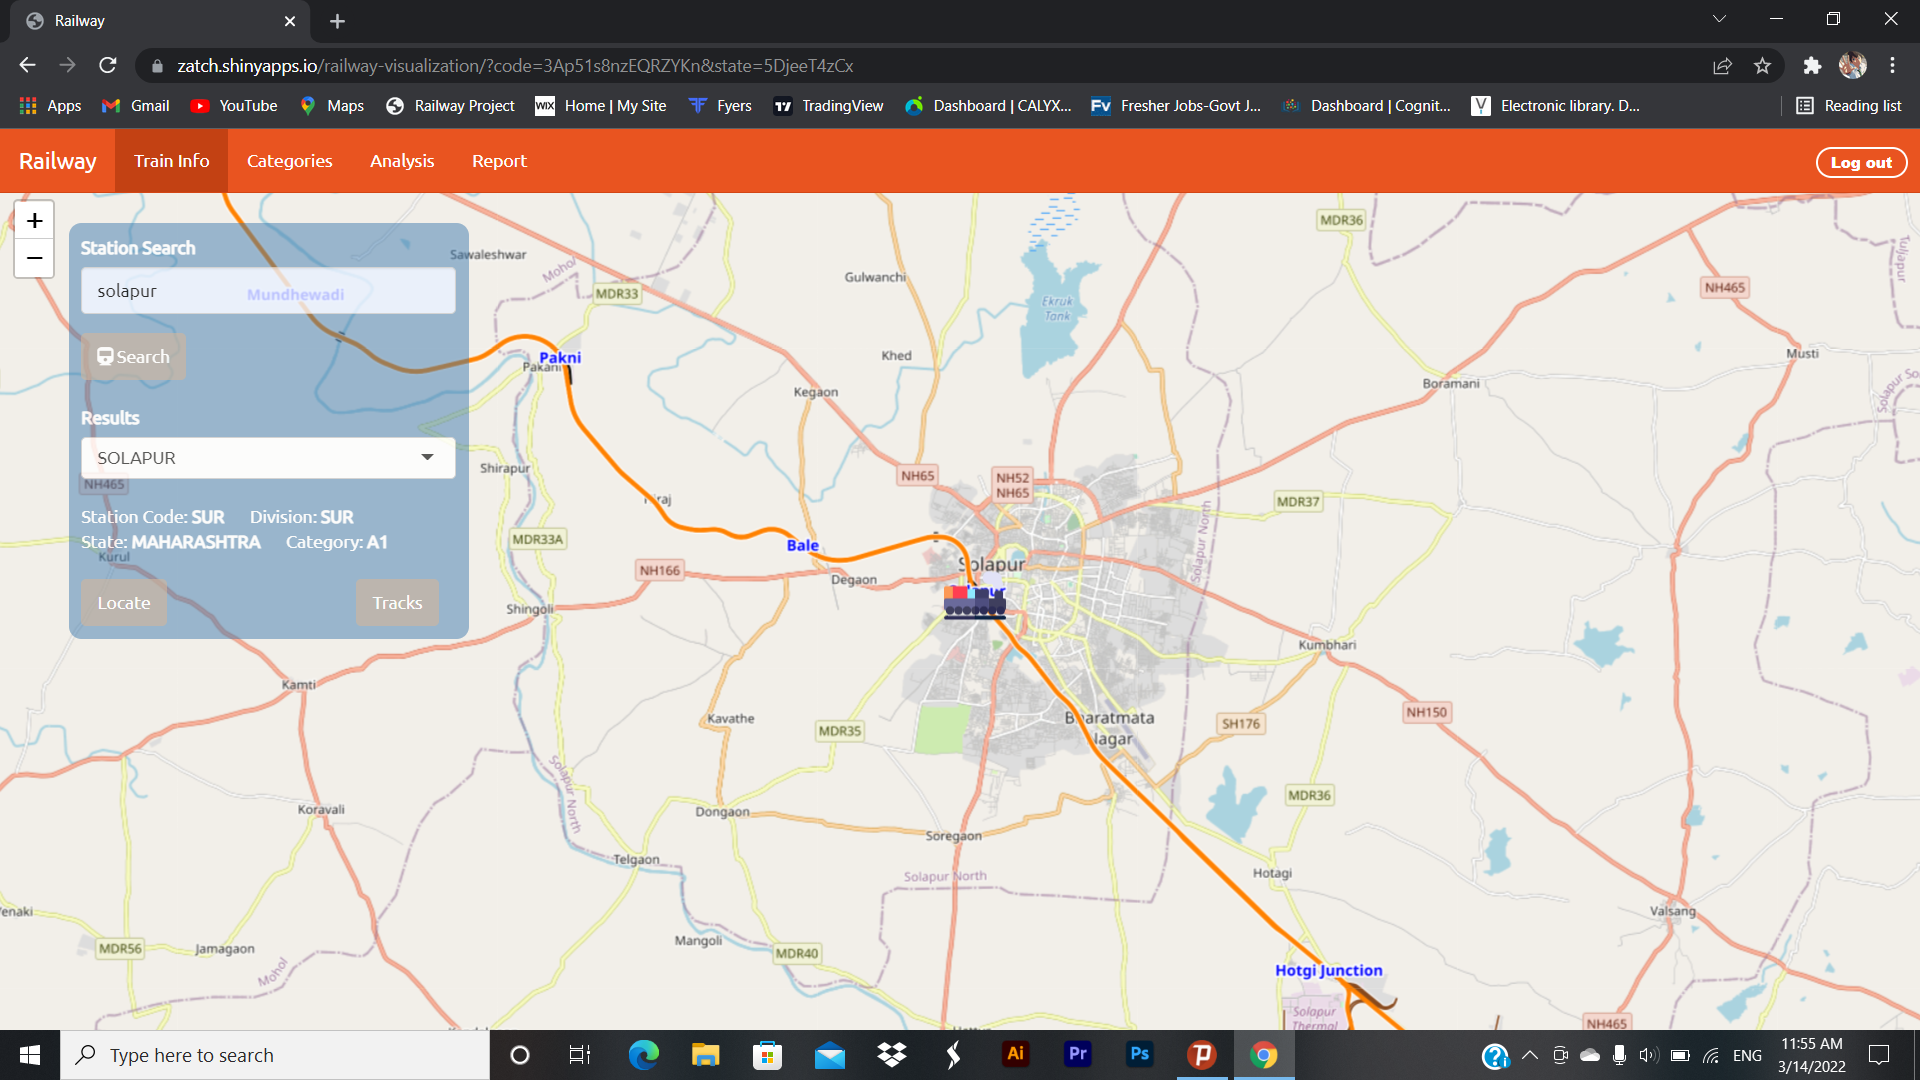 Railway
zatch.shinyapps.io/railway-visualization/?code=3Ap51s8nzEQRZYKn&state=5DjeeT4zCx
Apps Gmail YouTube Maps Railway Project Home | My Site Fyers TradingView Dashboard | CALYX... Fresher Jobs-Govt J... Dashboard | Cognit... Electronic library. D... Reading list
Railway Train Info Categories Analysis Report Log out
+
−
Station Search
solapur
Search
Results
SOLAPUR
Station Code: SUR Division: SUR
State: MAHARASHTRA Category: A1
Locate Tracks
Mundhewadi
Sawaleshwar
Mohol
MDR33
Gulwanchi
Ekruk
Tank
MDR36
Tuljapur
NH465
Pakni
Pakani
Khed
Musti
Kegaon
Boramani
Shirapur
NH465
NH65
NH52
NH65
MDR37
MDR33A
Bale
Solapur North
Kurul
NH166
Degaon
Solapur
Shingoli
Kumbhari
Kamti
Kavathe
MDR35
Bharatmata
Nagar
SH176
NH150
Solapur North
MDR36
Koravali
Dongaon
Soregaon
Telgaon
Solapur North
Hotagi
Valsang
MDR56
Jamagaon
Mohol
Mangoli
MDR40
Hotgi Junction
Solapur
Thermal
NH465
Type here to search
Ai
Pr
Ps
ENG
11:55 AM
3/14/2022